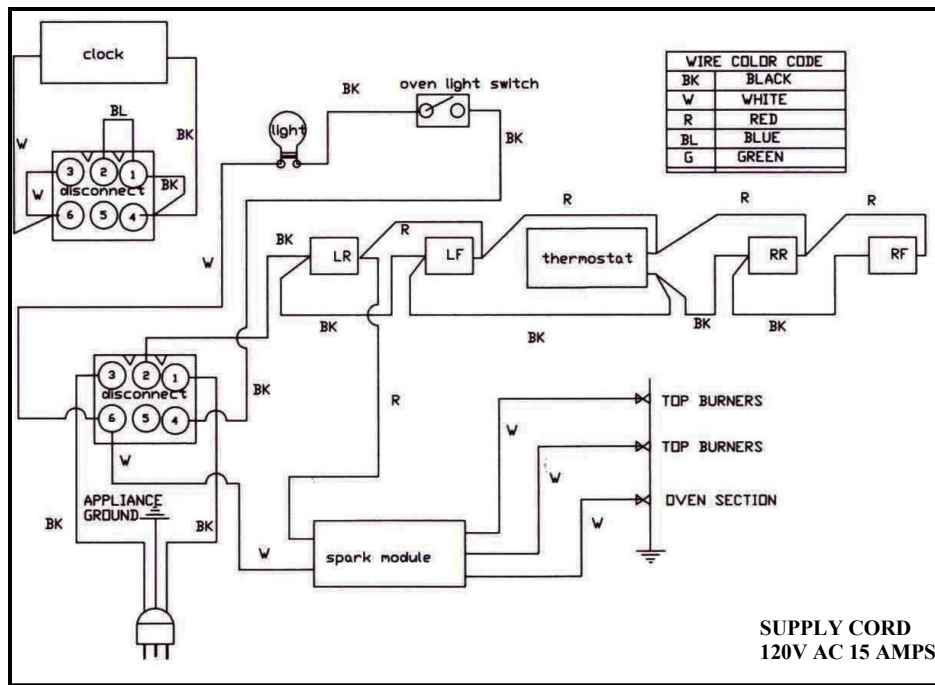 clock
WIRE COLOR CODE
BK BLACK
W WHITE
R RED
BL BLUE
G GREEN
oven light switch
BK
light
BL
W
BK
BK
3 2 1
BK
W
disconnect
6 5 4
W
R
R
R
BK
R
LR
LF
thermostat
RR
RF
BK
BK
BK
BK
3 2 1
disconnect
BK
6 5 4
R
W
TOP BURNERS
W
TOP BURNERS
W
OVEN SECTION
W
APPLIANCE
GROUND
BK
BK
W
spark module
SUPPLY CORD
120V AC 15 AMPS